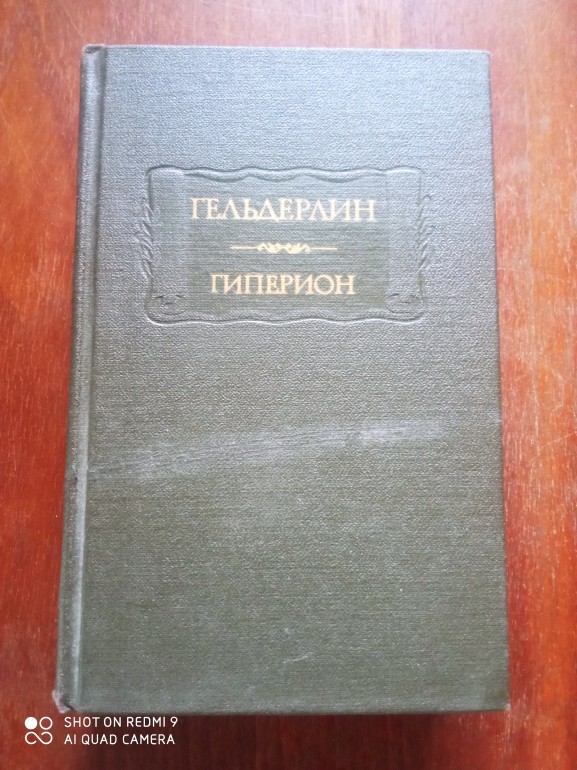 ГЕЛЬДЕРЛИН
ГИПЕРИОН
SHOT ON REDMI 9
AI QUAD CAMERA